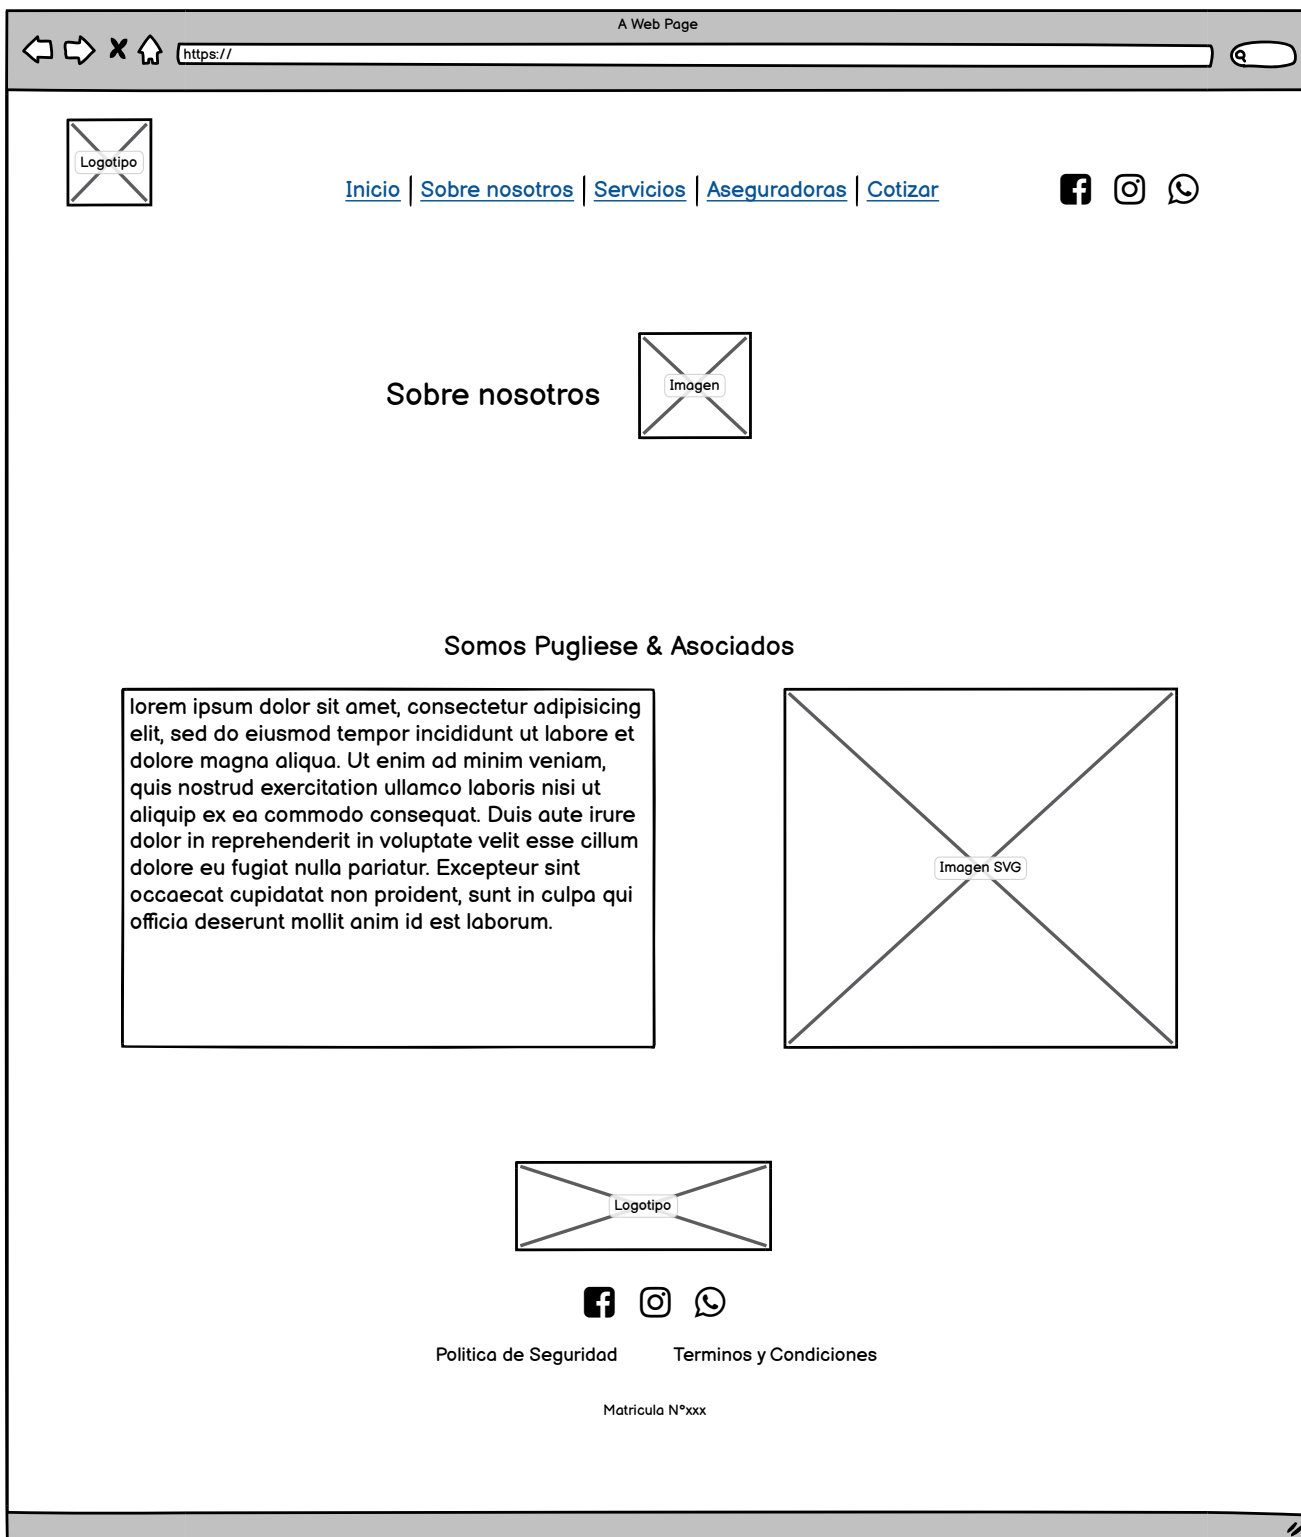 A Web Page
https://
Logotipo
Inicio | Sobre nosotros | Servicios | Aseguradoras | Cotizar
Sobre nosotros
Imagen
Somos Pugliese & Asociados
lorem ipsum dolor sit amet, consectetur adipisicing
elit, sed do eiusmod tempor incididunt ut labore et
dolore magna aliqua. Ut enim ad minim veniam,
quis nostrud exercitation ullamco laboris nisi ut
aliquip ex ea commodo consequat. Duis aute irure
dolor in reprehenderit in voluptate velit esse cillum
dolore eu fugiat nulla pariatur. Excepteur sint
occaecat cupidatat non proident, sunt in culpa qui
officia deserunt mollit anim id est laborum.
Imagen SVG
Logotipo
Politica de Seguridad
Terminos y Condiciones
Matricula N°xxx